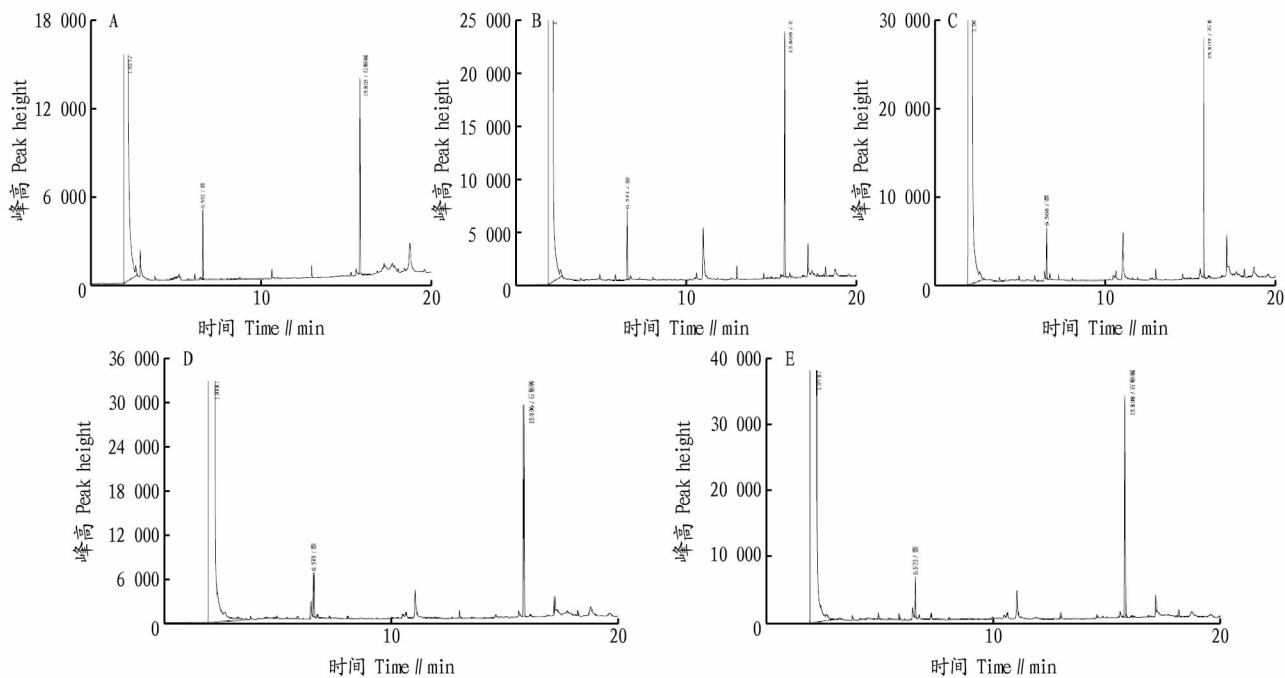 A
18 000
12 000
6 000
0
10
20
峰高 Peak height
时间 Time∥min
6.552/萘
B
25 000
20 000
15 000
10 000
5 000
0
10
20
峰高 Peak height
时间 Time∥min
C
30 000
20 000
10 000
0
10
20
峰高 Peak height
时间 Time∥min
D
36 000
30 000
24 000
18 000
12 000
6 000
0
10
20
峰高 Peak height
时间 Time∥min
E
40 000
30 000
20 000
10 000
0
10
20
峰高 Peak height
时间 Time∥min